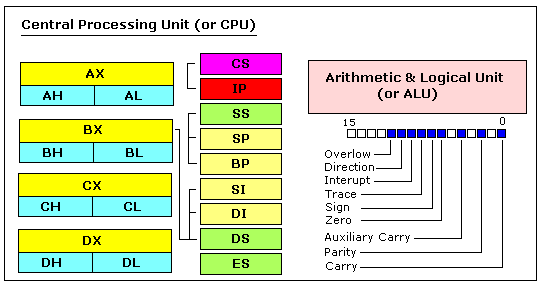 Central Processing Unit (or CPU)
AX
AH AL
BX
BH BL
CX
CH CL
DX
DH DL
CS
IP
SS
SP
BP
SI
DI
DS
ES
Arithmetic & Logical Unit
(or ALU)
15 0
Overlow
Direction
Interupt
Trace
Sign
Zero
Auxiliary Carry
Parity
Carry